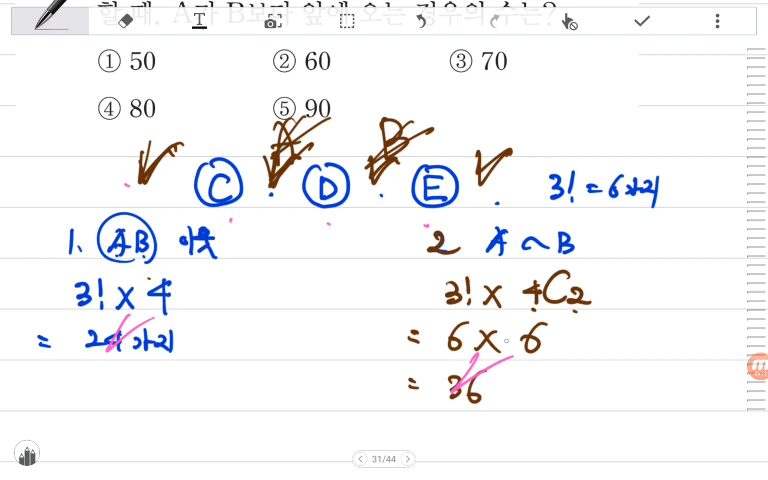 할 때, A가 B보다 앞에 오는 경우의 수는?
① 50 ② 60 ③ 70
④ 80 ⑤ 90
A B
C D E 3! = 6가지
1. AB 2 A ~ B
3! × 4 3! × 4C2
= 24가지 = 6 × 6
= 36
31/44